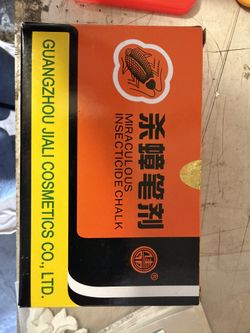 杀蟑笔剂
MIRACULOUS
INSECTICIDE CHALK
GUANGZHOU JIALI COSMETICS CO., LTD.
®